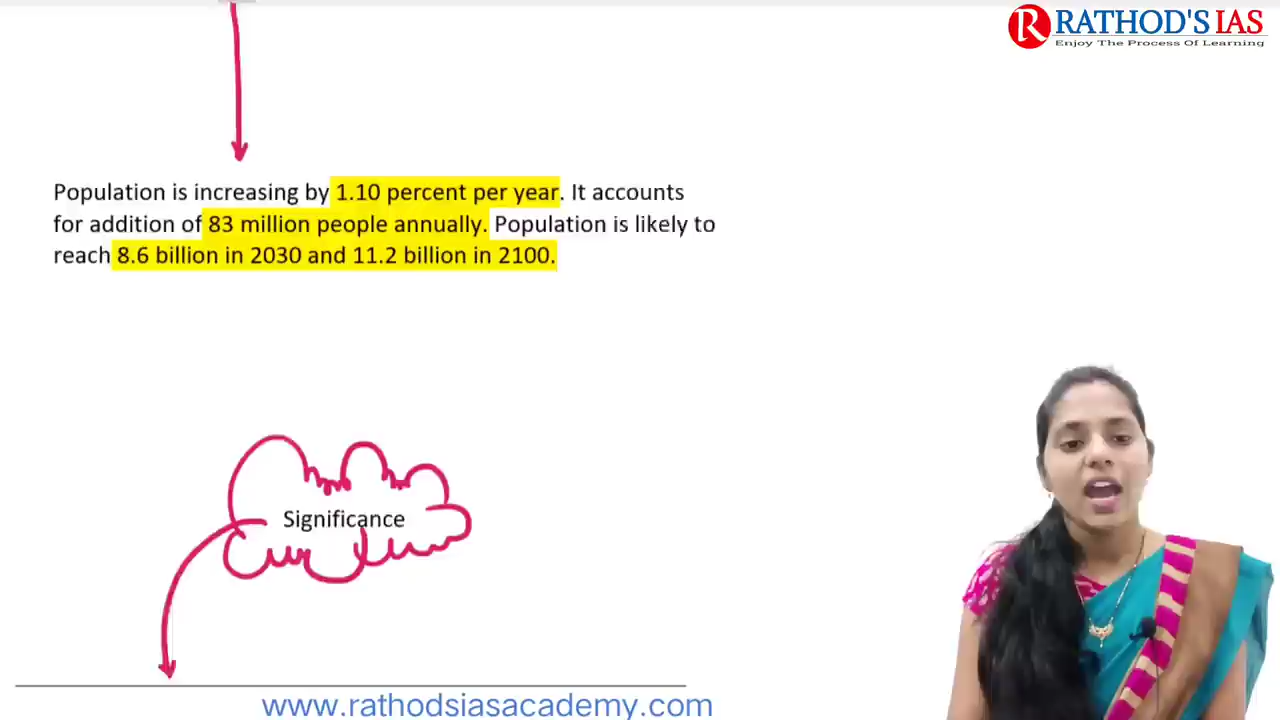 RATHOD'S IAS
Enjoy The Process Of Learning
Population is increasing by 1.10 percent per year. It accounts
for addition of 83 million people annually. Population is likely to
reach 8.6 billion in 2030 and 11.2 billion in 2100.
Significance
www.rathodsiasacademy.com